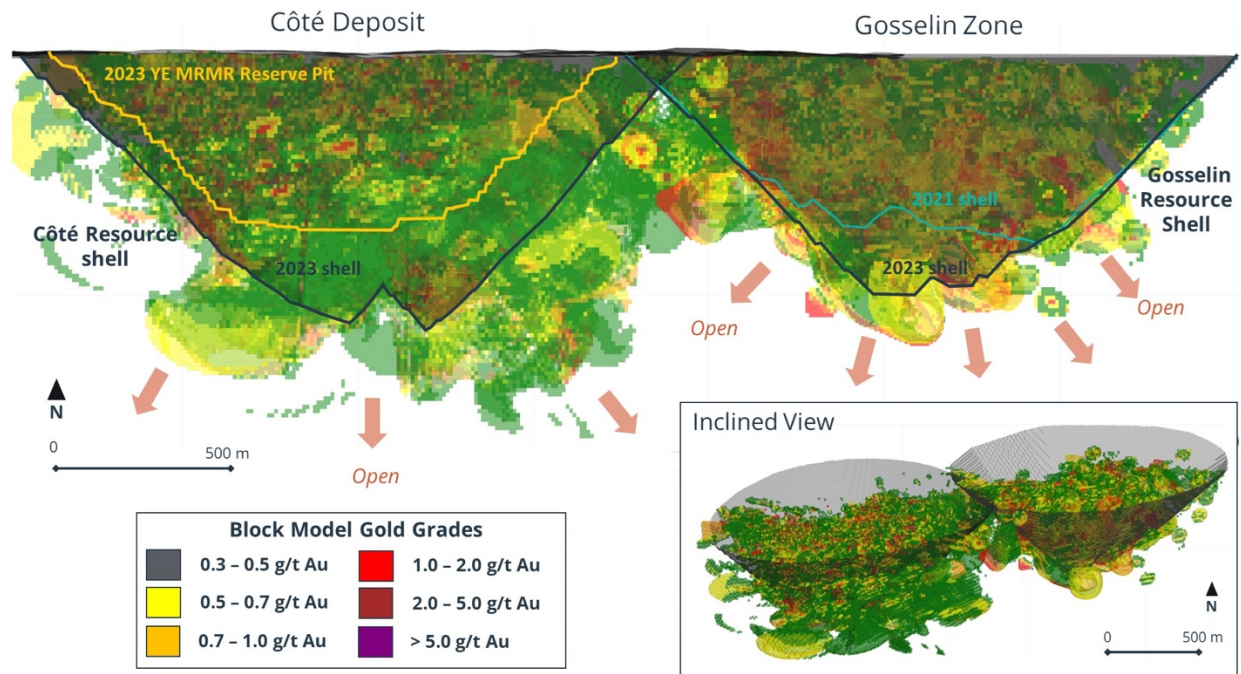 Côté Deposit
Gosselin Zone
2023 YE MRMR Reserve Pit
Côté Resource
shell
2023 shell
2021 shell
2023 shell
Gosselin
Resource
Shell
Open
Open
Open
N
0 500 m
Block Model Gold Grades
0.3 – 0.5 g/t Au
1.0 – 2.0 g/t Au
0.5 – 0.7 g/t Au
2.0 – 5.0 g/t Au
0.7 – 1.0 g/t Au
> 5.0 g/t Au
Inclined View
N
0 500 m